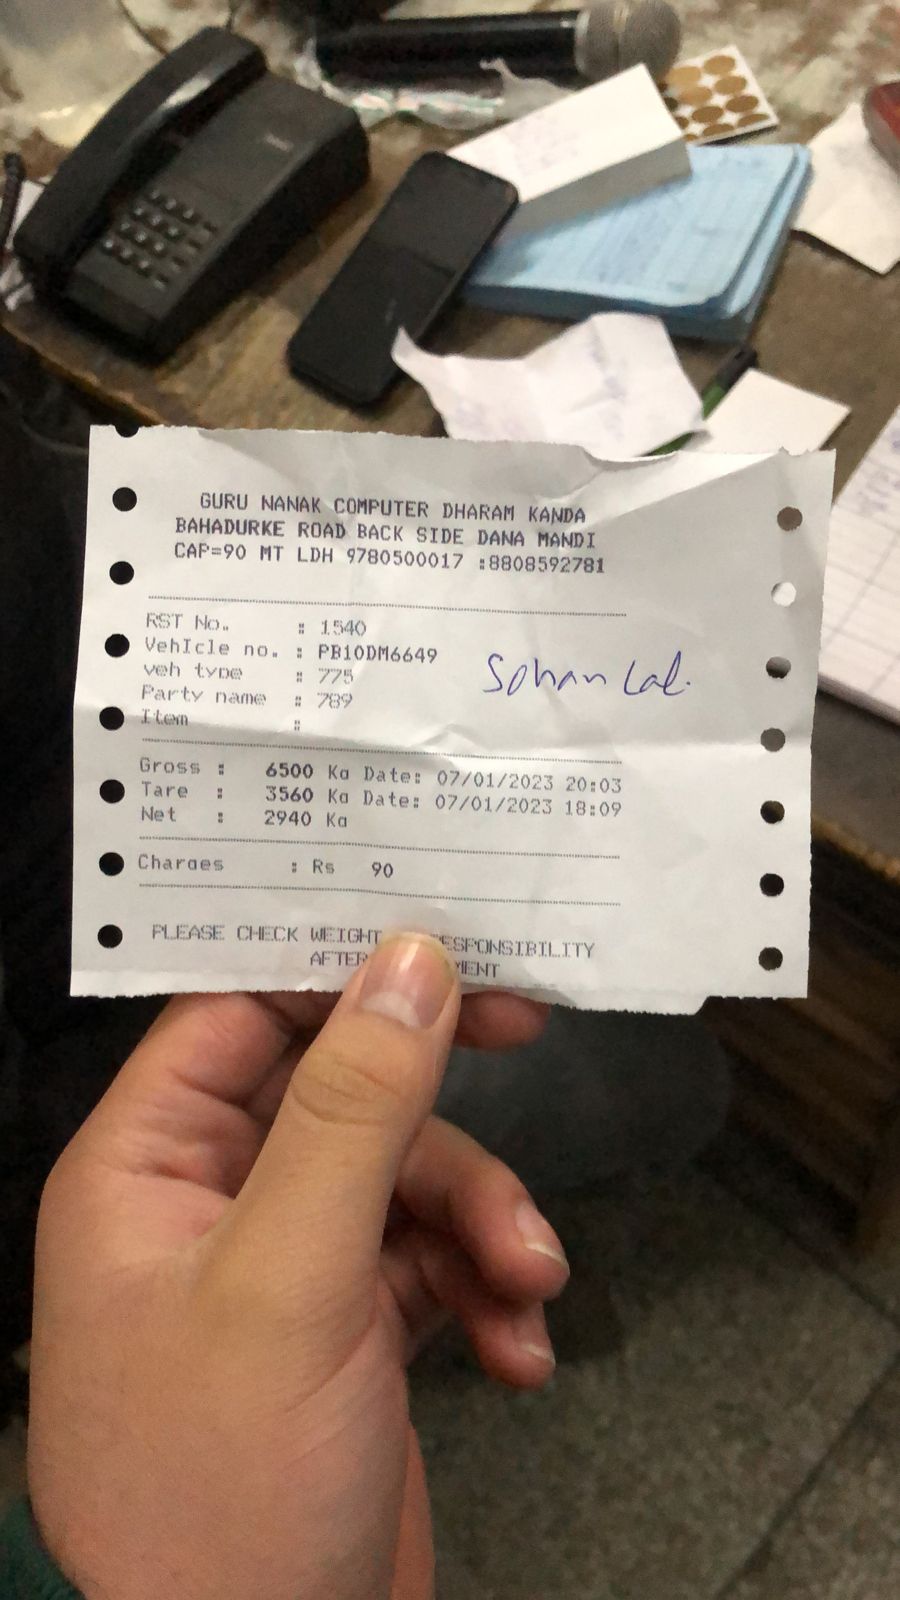 GURU NANAK COMPUTER DHARAM KANDA
BAHADURKE ROAD BACK SIDE DANA MANDI
CAP=90 MT LDH 9780500017 :8808592781
RST No. : 1540
VehIcle no. : PB10DM6649
veh type : 775
Party name : 789
Sohan Lal.
Item :
Gross : 6500 Kg Date: 07/01/2023 20:03
Tare : 3560 Kg Date: 07/01/2023 18:09
Net : 2940 Kg
Charges : Rs 90
PLEASE CHECK WEIGHT ESPONSIBILITY
AFTER MENT